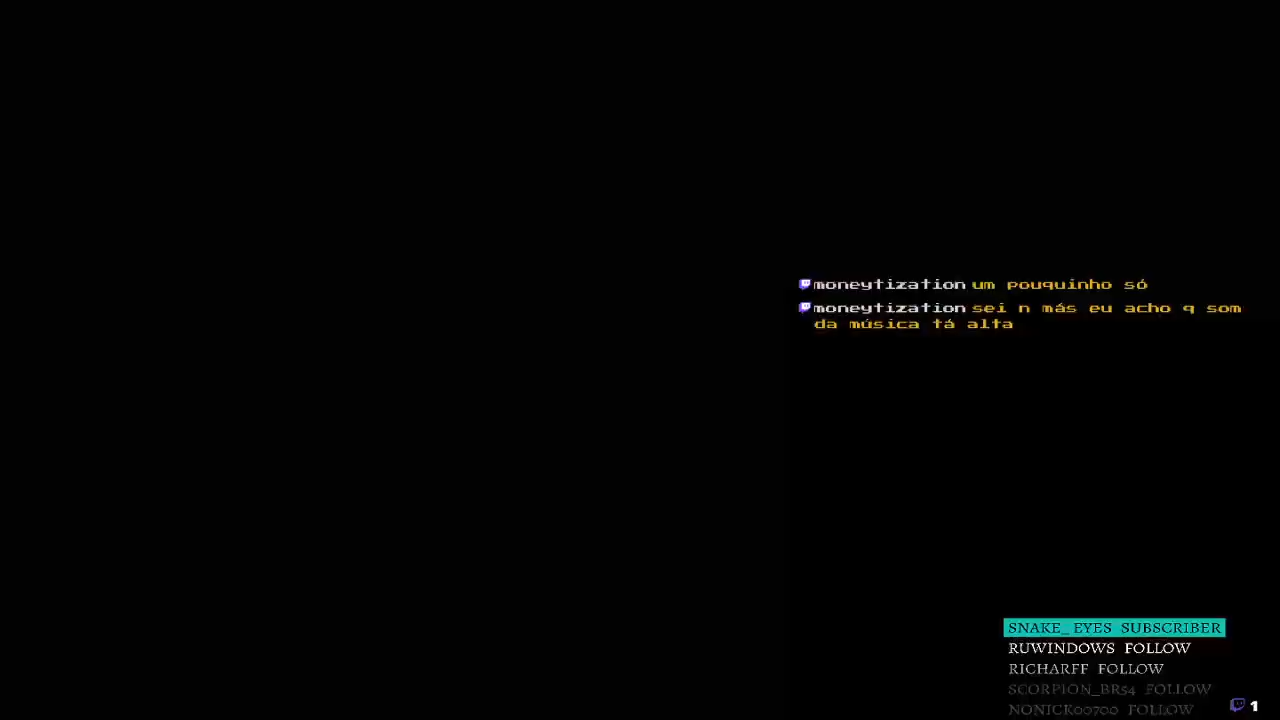 moneytization um pouquinho só
moneytization sei n más eu acho q som
da música tá alta
SNAKE_EYES SUBSCRIBER
RUWINDOWS FOLLOW
RICHARFF FOLLOW
SCORPION_BR54 FOLLOW
NONICK00700 FOLLOW
1